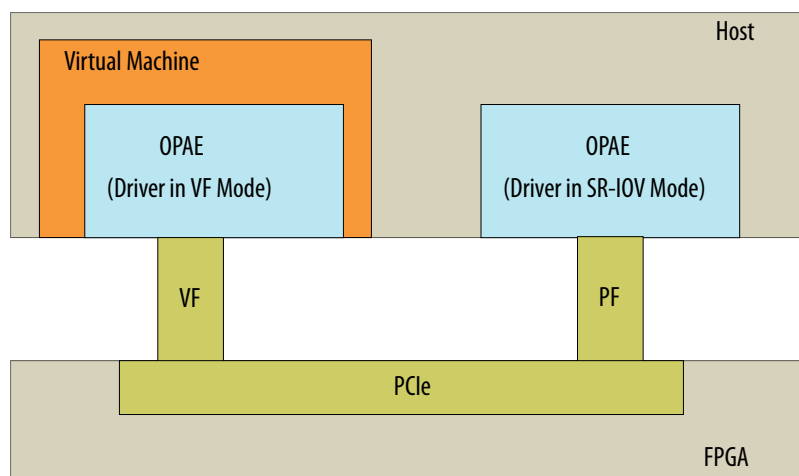 Host
Virtual Machine
OPAE
(Driver in VF Mode)
OPAE
(Driver in SR-IOV Mode)
VF
PF
PCIe
FPGA